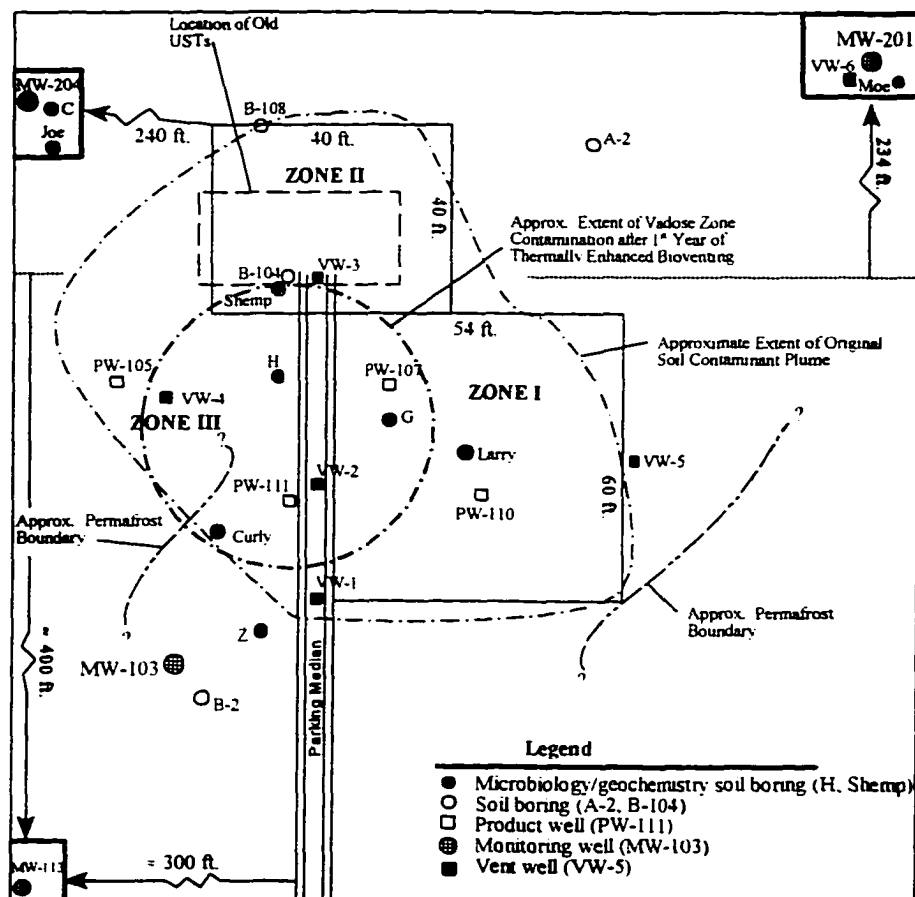 Location of Old
USTs
MW-201
VW-6
Moe
MW-204
C
Joe
B-108
240 ft.
40 ft.
A-2
234 ft.
ZONE II
40 ft.
Approx. Extent of Vadose Zone
Contamination after 1st Year of
Thermally Enhanced Bioventing
B-104
VW-3
Shemp
54 ft.
Approximate Extent of Original
Soil Contaminant Plume
H
PW-105
PW-107
VW-4
ZONE I
ZONE III
G
?
?
Larry
VW-5
VW-2
PW-111
PW-110
60 ft.
Approx. Permafrost
Boundary
Curly
VW-1
Approx. Permafrost
Boundary
?
Z
?
≈ 400 ft.
MW-103
B-2
Parking Median
Legend
Microbiology/geochemistry soil boring (H, Shemp)
Soil boring (A-2, B-104)
Product well (PW-111)
Monitoring well (MW-103)
Vent well (VW-5)
MW-113
≈ 300 ft.